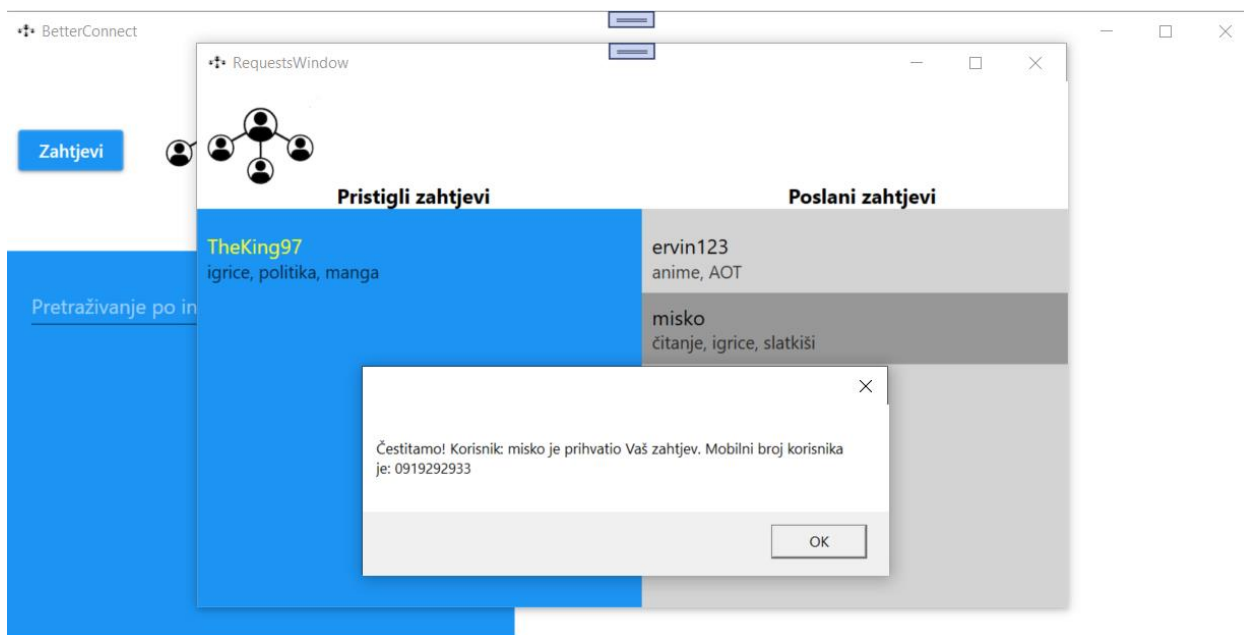 BetterConnect
RequestsWindow
Zahtjevi
Pristigli zahtjevi
Poslani zahtjevi
TheKing97
igrice, politika, manga
ervin123
anime, AOT
Pretraživanje po in
misko
čitanje, igrice, slatkiši
Čestitamo! Korisnik: misko je prihvatio Vaš zahtjev. Mobilni broj korisnika
je: 0919292933
OK